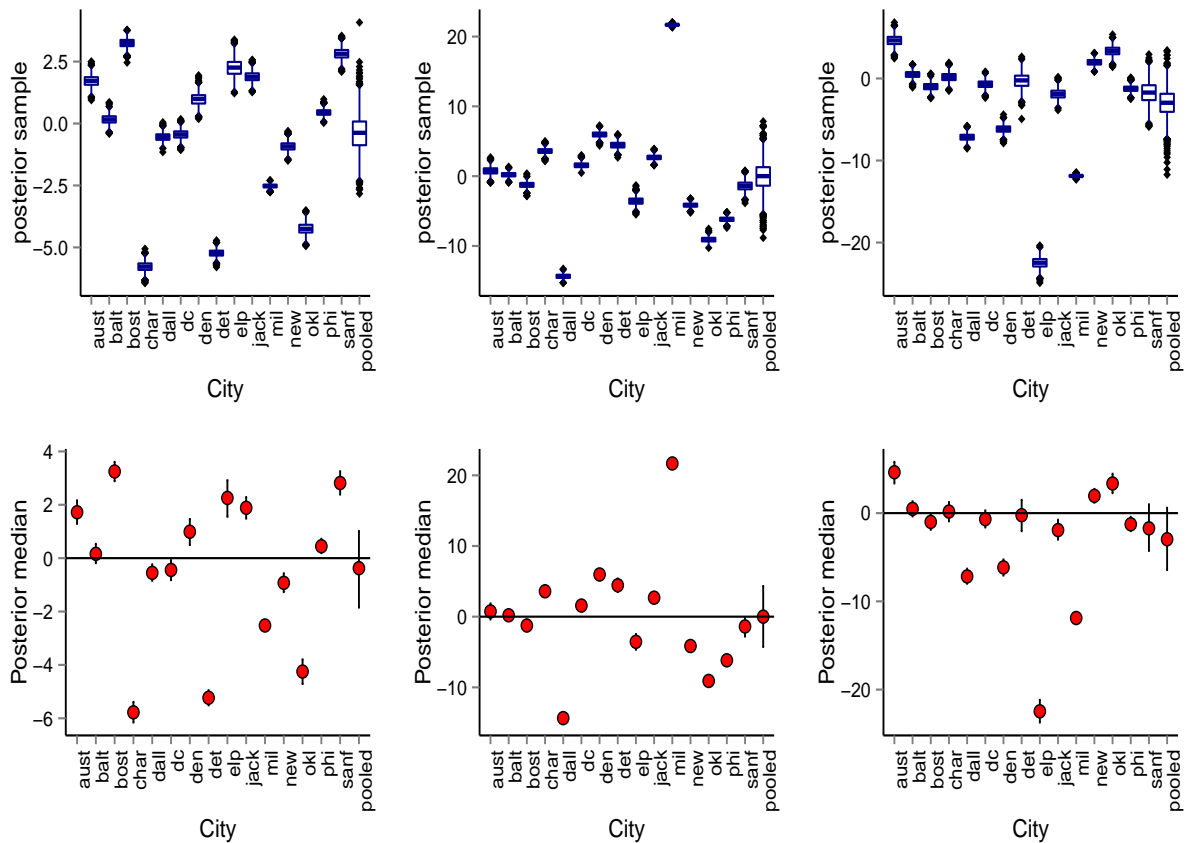 posterior sample
2.5
0.0
−2.5
−5.0
aust
balt
bost
char
dall
dc
den
det
elp
jack
mil
new
okl
phi
sanf
pooled
City
posterior sample
20
10
0
−10
aust
balt
bost
char
dall
dc
den
det
elp
jack
mil
new
okl
phi
sanf
pooled
City
posterior sample
0
−10
−20
aust
balt
bost
char
dall
dc
den
det
elp
jack
mil
new
okl
phi
sanf
pooled
City
Posterior median
4
2
0
−2
−4
−6
aust
balt
bost
char
dall
dc
den
det
elp
jack
mil
new
okl
phi
sanf
pooled
City
Posterior median
20
10
0
−10
aust
balt
bost
char
dall
dc
den
det
elp
jack
mil
new
okl
phi
sanf
pooled
City
Posterior median
0
−10
−20
aust
balt
bost
char
dall
dc
den
det
elp
jack
mil
new
okl
phi
sanf
pooled
City